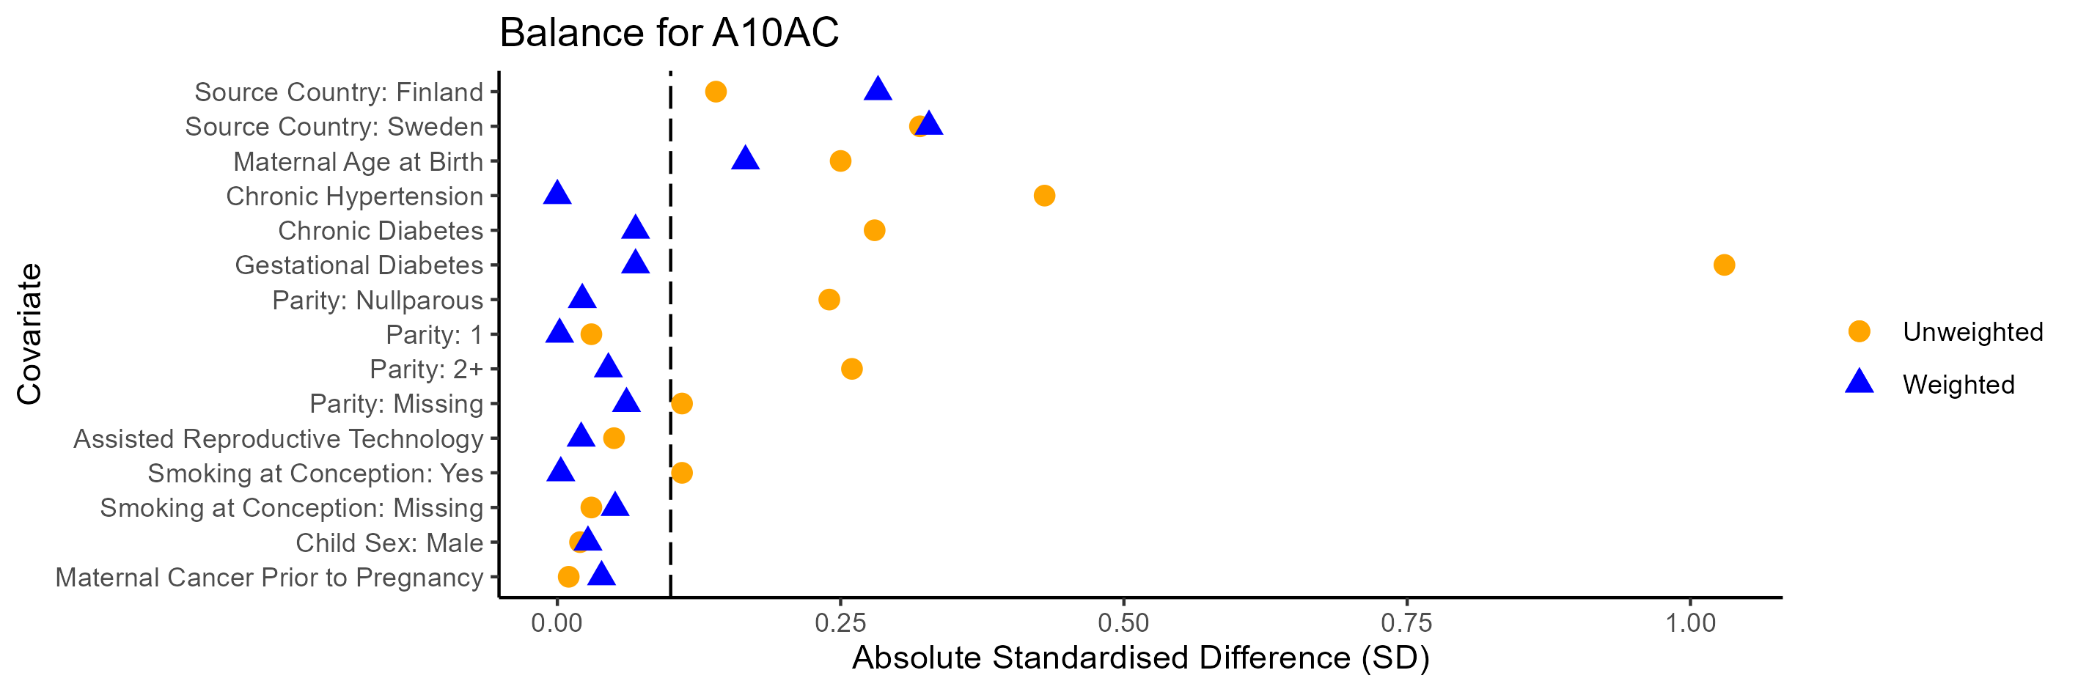 Balance for A10AC
Covariate
Source Country: Finland
Source Country: Sweden
Maternal Age at Birth
Chronic Hypertension
Chronic Diabetes
Gestational Diabetes
Parity: Nullparous
Parity: 1
Parity: 2+
Parity: Missing
Assisted Reproductive Technology
Smoking at Conception: Yes
Smoking at Conception: Missing
Child Sex: Male
Maternal Cancer Prior to Pregnancy
0.00 0.25 0.50 0.75 1.00
Absolute Standardised Difference (SD)
Unweighted
Weighted